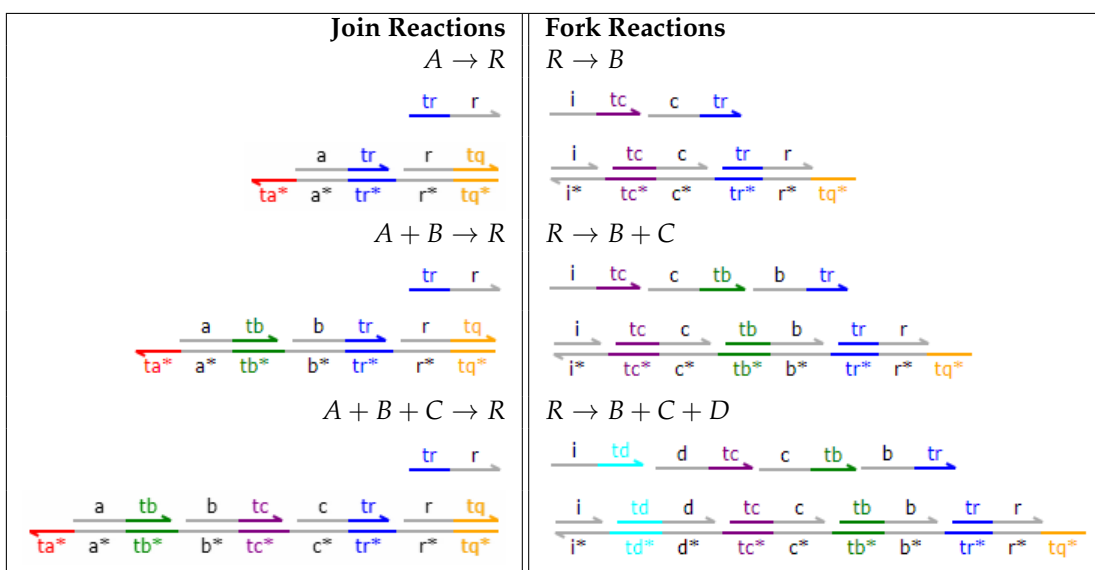 Join Reactions
A → R
tr r
a tr r tq
ta* a* tr* r* tq*
A + B → R
tr r
a tb b tr r tq
ta* a* tb* b* tr* r* tq*
A + B + C → R
tr r
a tb b tc c tr r tq
ta* a* tb* b* tc* c* tr* r* tq*
Fork Reactions
R → B
i tc c tr
i tc c tr r
i* tc* c* tr* r* tq*
R → B + C
i tc c tb b tr
i tc c tb b tr r
i* tc* c* tb* b* tr* r* tq*
R → B + C + D
i td d tc c tb b tr
i td d tc c tb b tr r
i* td* d* tc* c* tb* b* tr* r* tq*